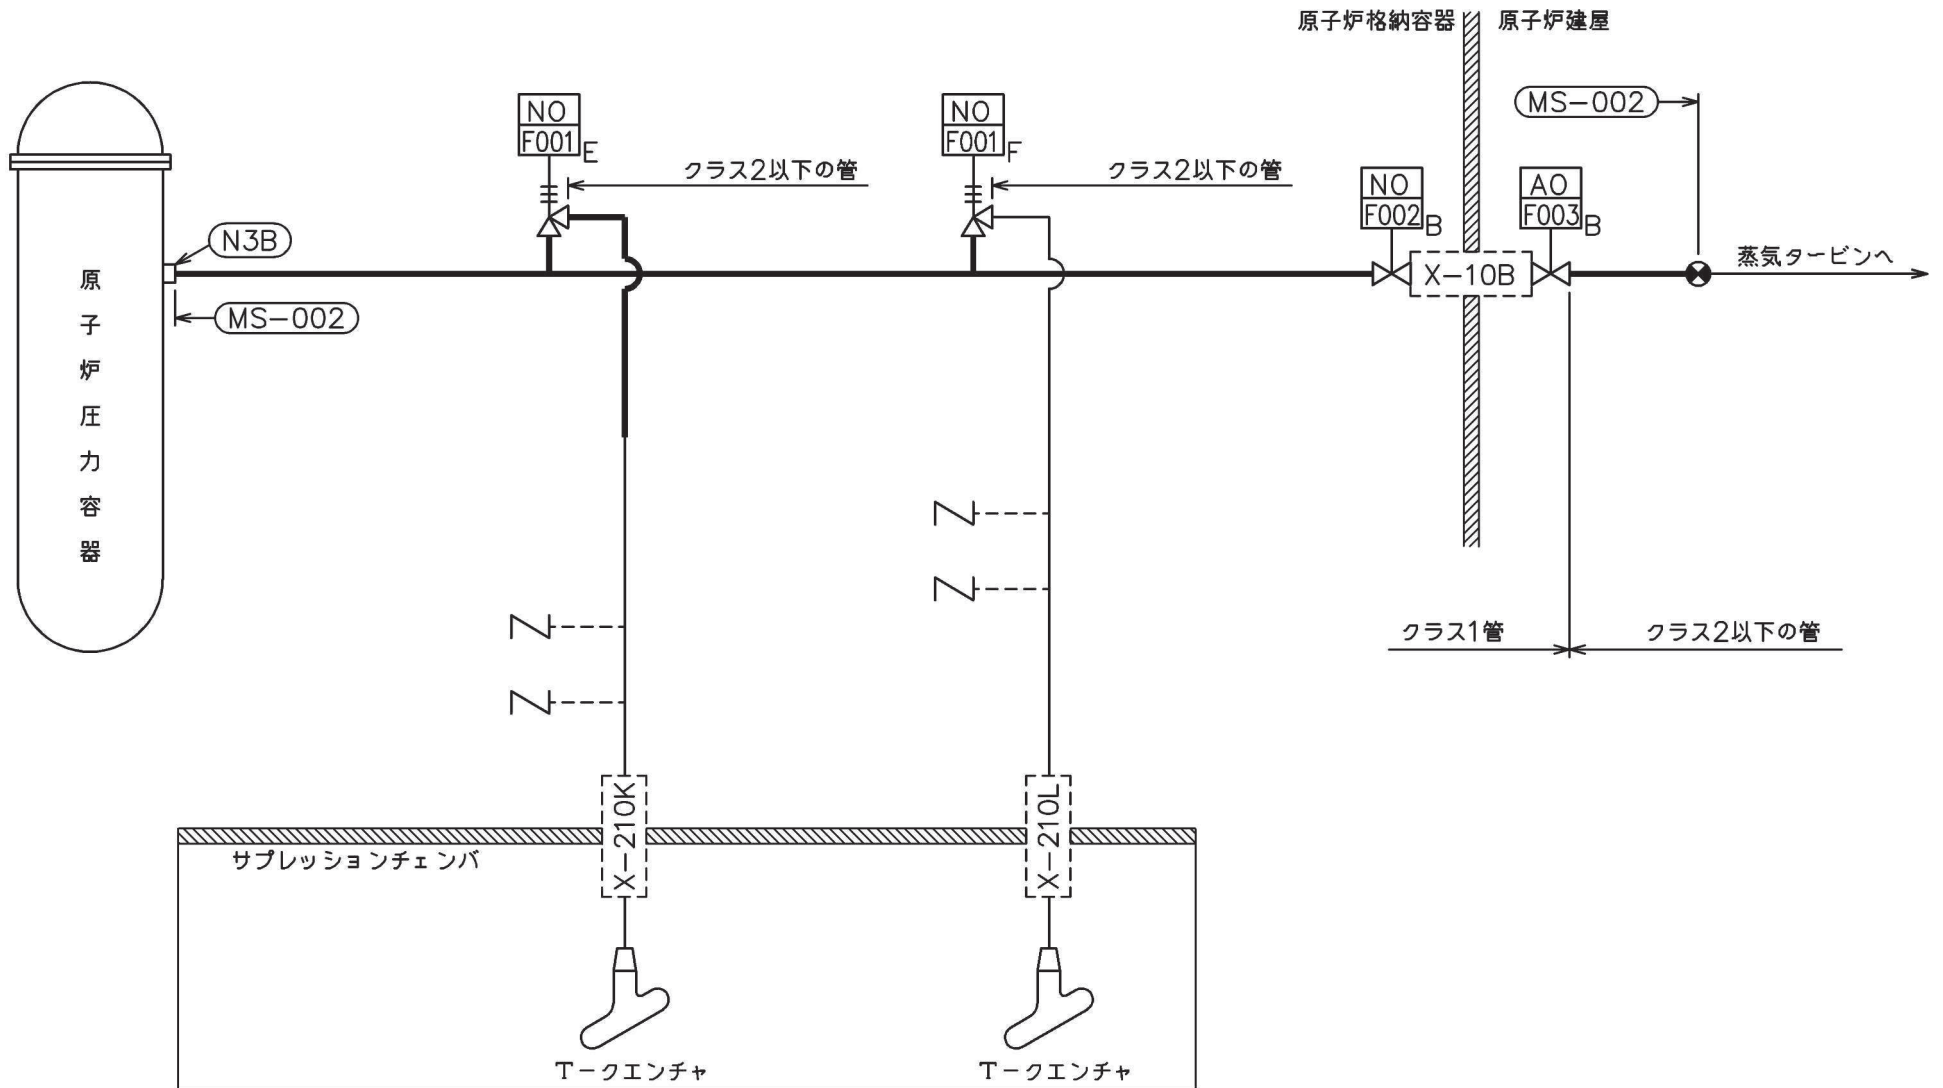 原子炉格納容器
原子炉建屋
NO
F001
E
NO
F001
F
MS-002
クラス2以下の管
クラス2以下の管
NO
F002
B
AO
F003
B
N3B
X-10B
蒸気タービンへ
MS-002
原子炉圧力容器
クラス1管
クラス2以下の管
X-210K
X-210L
サプレッションチェンバ
T-クエンチャ
T-クエンチャ